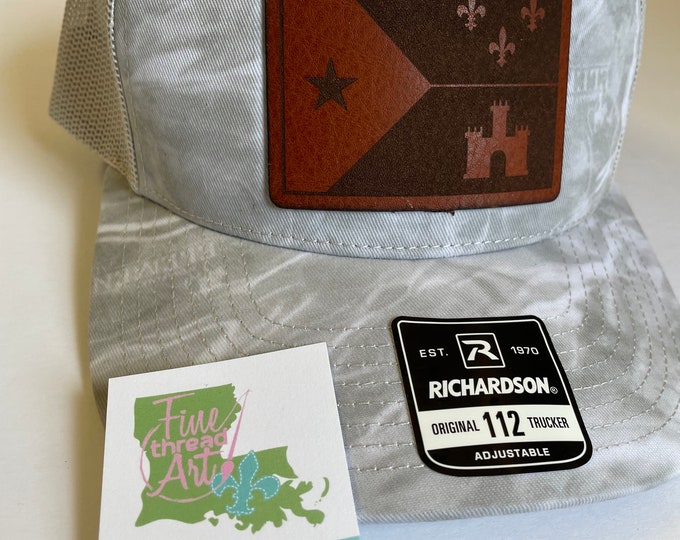 EST. R 1970
RICHARDSON®
ORIGINAL 112 TRUCKER
ADJUSTABLE
Fine
thread
Art